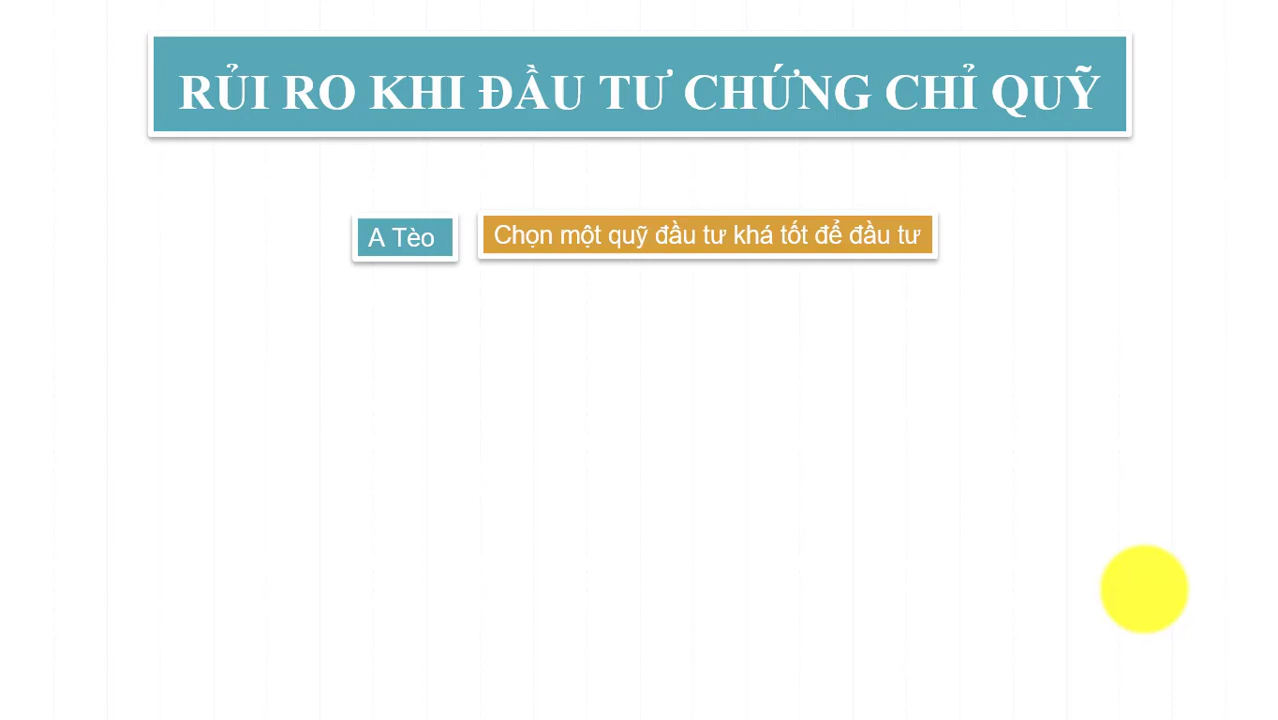 RỦI RO KHI ĐẦU TƯ CHỨNG CHỈ QUỸ
A Tèo
Chọn một quỹ đầu tư khá tốt để đầu tư